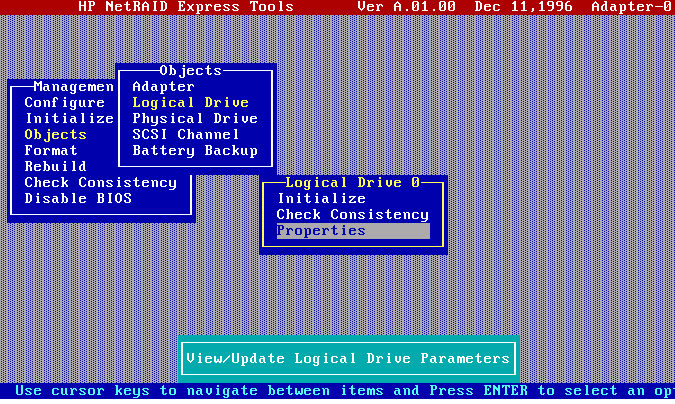 HP NetRAID Express Tools Ver A.01.00 Dec 11,1996 Adapter-0
Objects
Adapter
Logical Drive
Physical Drive
SCSI Channel
Battery Backup
Managemen
Configure
Initialize
Objects
Format
Rebuild
Check Consistency
Disable BIOS
Logical Drive 0
Initialize
Check Consistency
Properties
View/Update Logical Drive Parameters
Use cursor keys to navigate between items and Press ENTER to select an opt